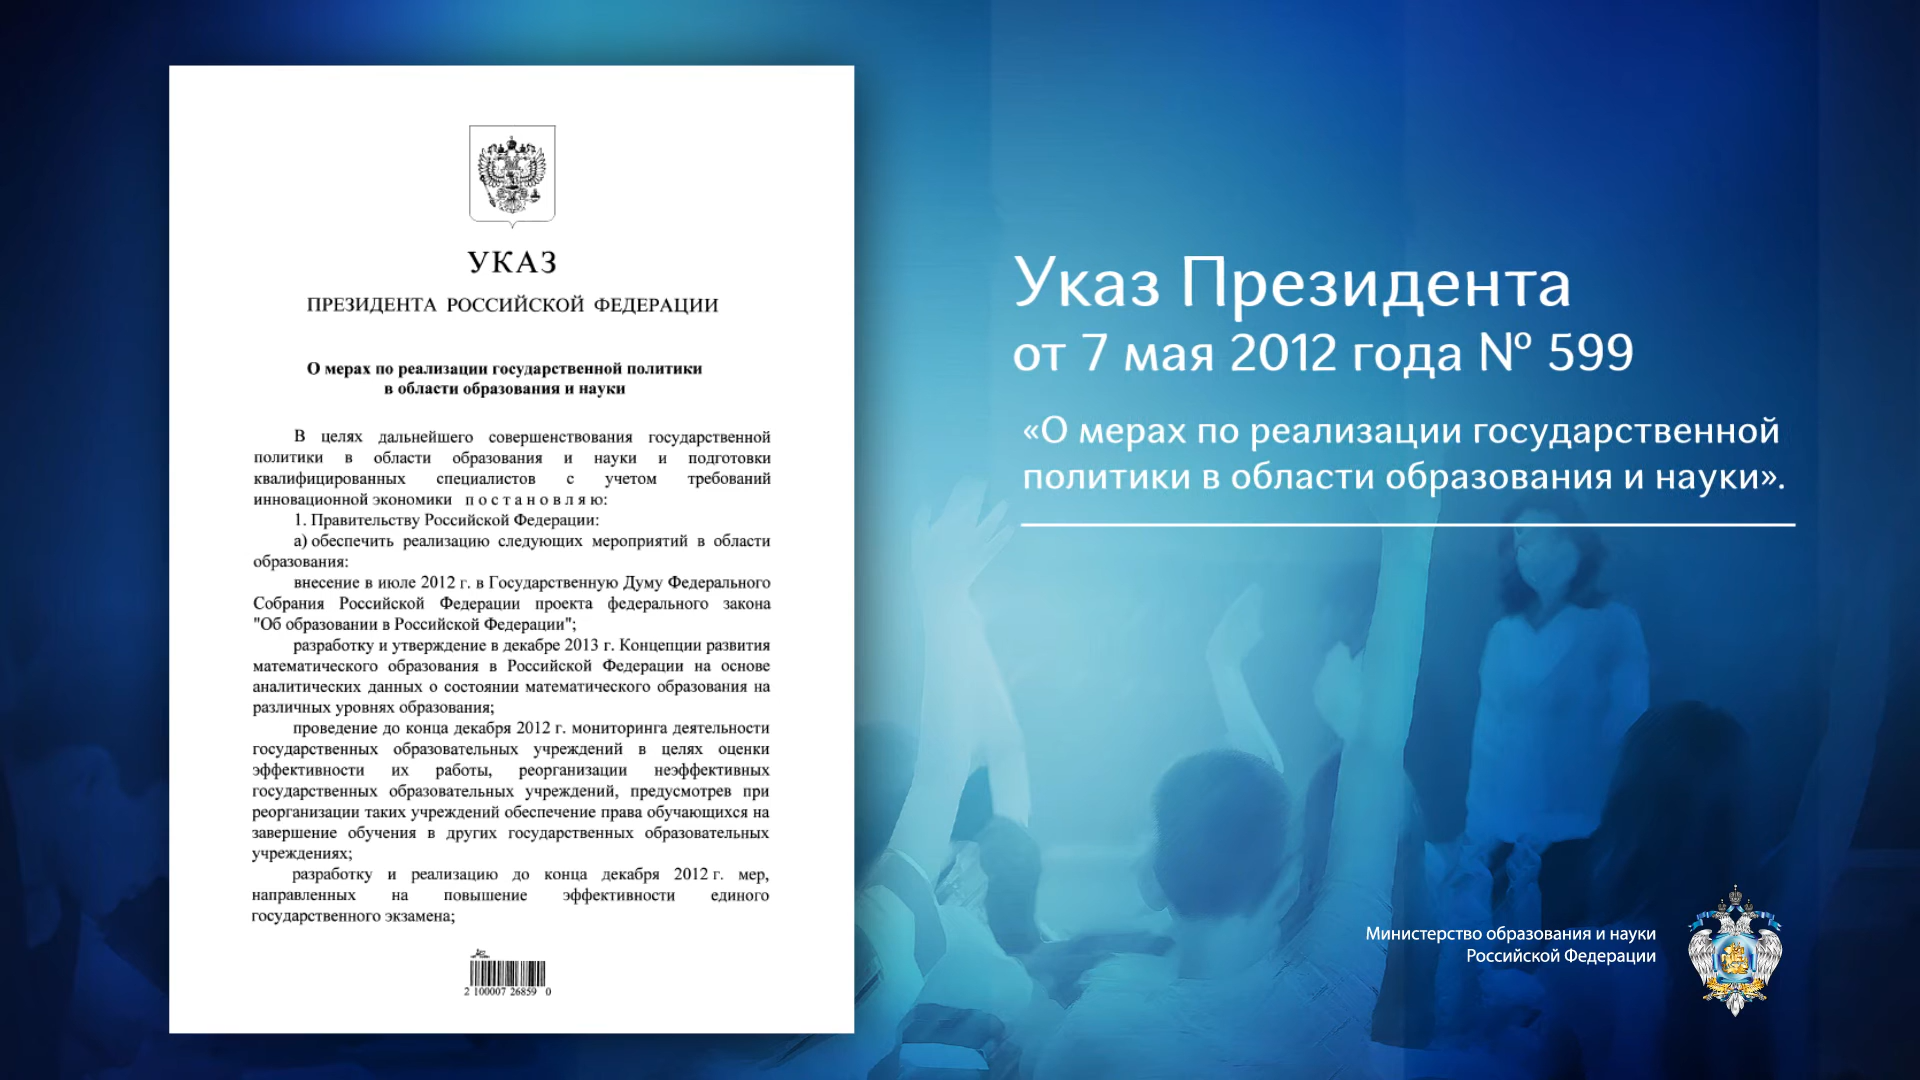 УКАЗ
ПРЕЗИДЕНТА РОССИЙСКОЙ ФЕДЕРАЦИИ
О мерах по реализации государственной политики
в области образования и науки
В целях дальнейшего совершенствования государственной
политики в области образования и науки и подготовки
квалифицированных специалистов с учетом требований
инновационной экономики п о с т а н о в л я ю:
1. Правительству Российской Федерации:
а) обеспечить реализацию следующих мероприятий в области
образования:
внесение в июле 2012 г. в Государственную Думу Федерального
Собрания Российской Федерации проекта федерального закона
"Об образовании в Российской Федерации";
разработку и утверждение в декабре 2013 г. Концепции развития
математического образования в Российской Федерации на основе
аналитических данных о состоянии математического образования на
различных уровнях образования;
проведение до конца декабря 2012 г. мониторинга деятельности
государственных образовательных учреждений в целях оценки
эффективности их работы, реорганизации неэффективных
государственных образовательных учреждений, предусмотрев при
реорганизации таких учреждений обеспечение права обучающихся на
завершение обучения в других государственных образовательных
учреждениях;
разработку и реализацию до конца декабря 2012 г. мер,
направленных на повышение эффективности единого
государственного экзамена;
2 100007 26859 0
Указ Президента
от 7 мая 2012 года № 599
«О мерах по реализации государственной
политики в области образования и науки».
Министерство образования и науки
Российской Федерации